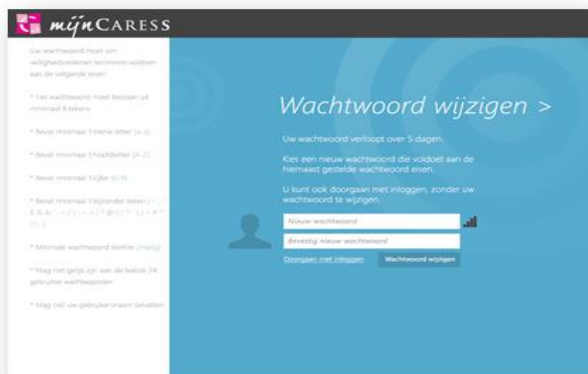 mijnCARESS
Uw wachtwoord moet om
veiligheidsredenen tenminste voldoen
aan de volgende eisen:
* Het wachtwoord moet bestaan uit
minimaal 8 tekens
* Bevat minimaal 1 kleine letter [a-z]
* Bevat minimaal 1 hoofdletter [A-Z]
* Bevat minimaal 1 cijfer [0-9]
* Bevat minimaal 1 bijzonder teken
* Minimale wachtwoord sterkte:
* Mag niet gelijk zijn aan de laatste 24
gebruikte wachtwoorden
* Mag niet uw gebruikersnaam bevatten
Wachtwoord wijzigen >
Uw wachtwoord verloopt over 5 dagen.
Kies een nieuw wachtwoord die voldoet aan de
hiernaast gestelde wachtwoord eisen.
U kunt ook doorgaan met inloggen, zonder uw
wachtwoord te wijzigen.
Nieuw wachtwoord
Bevestig nieuw wachtwoord
Doorgaan met inloggen
Wachtwoord wijzigen